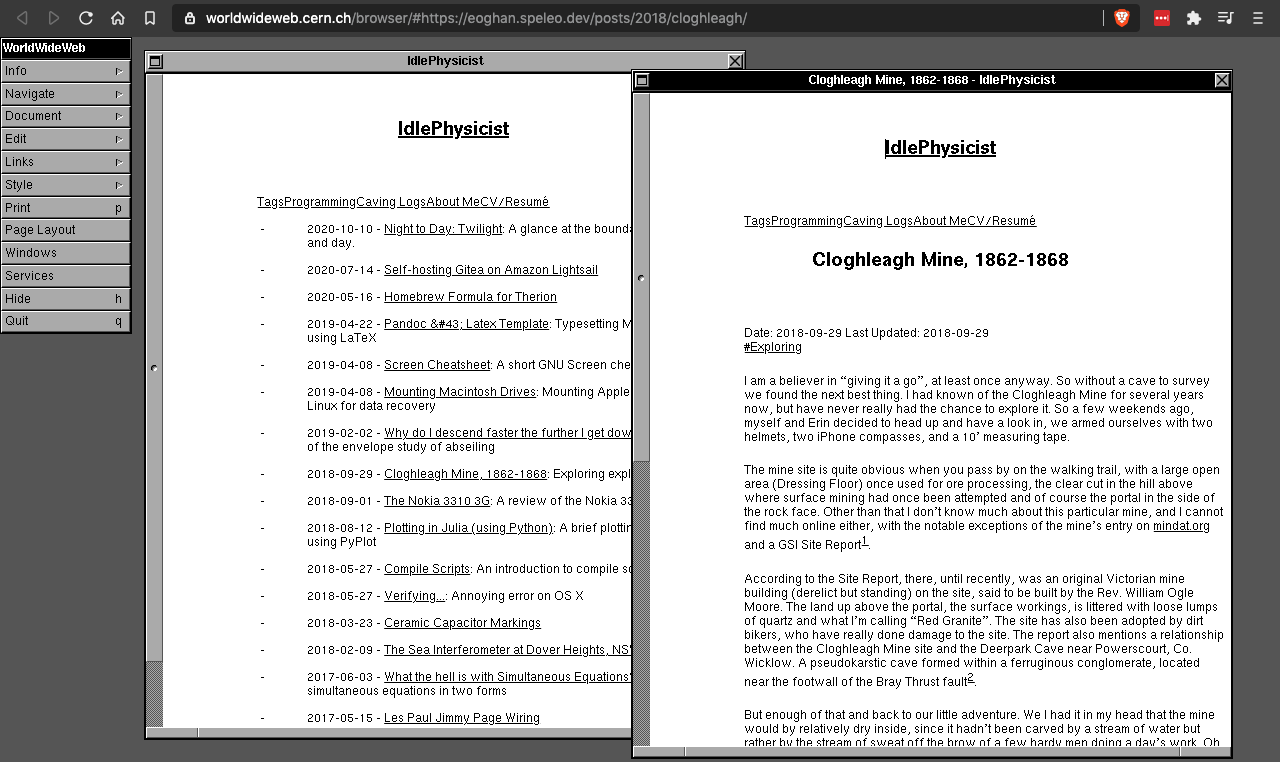 worldwideweb.cern.ch/browser/#https://eoghan.speleo.dev/posts/2018/cloghleagh/
WorldWideWeb
Info
Navigate
Document
Edit
Links
Style
Print p
Page Layout
Windows
Services
Hide h
Quit q
IdlePhysicist
IdlePhysicist
TagsProgrammingCaving LogsAbout MeCV/Resumé
- 2020-10-10 - Night to Day: Twilight: A glance at the bounda
and day.
- 2020-07-14 - Self-hosting Gitea on Amazon Lightsail
- 2020-05-16 - Homebrew Formula for Therion
- 2019-04-22 - Pandoc &#43; Latex Template: Typesetting M
using LaTeX
- 2019-04-08 - Screen Cheatsheet: A short GNU Screen che
- 2019-04-08 - Mounting Macintosh Drives: Mounting Apple
Linux for data recovery
- 2019-02-02 - Why do I descend faster the further I get dow
of the envelope study of abseiling
- 2018-09-29 - Cloghleagh Mine, 1862-1868: Exploring expl
- 2018-09-01 - The Nokia 3310 3G: A review of the Nokia 33
- 2018-08-12 - Plotting in Julia (using Python): A brief plottin
using PyPlot
- 2018-05-27 - Compile Scripts: An introduction to compile sc
- 2018-05-27 - Verifying...: Annoying error on OS X
- 2018-03-23 - Ceramic Capacitor Markings
- 2018-02-09 - The Sea Interferometer at Dover Heights, NSW
- 2017-06-03 - What the hell is with Simultaneous Equations?
simultaneous equations in two forms
- 2017-05-15 - Les Paul Jimmy Page Wiring
Cloghleagh Mine, 1862-1868 - IdlePhysicist
IdlePhysicist
TagsProgrammingCaving LogsAbout MeCV/Resumé
Cloghleagh Mine, 1862-1868
Date: 2018-09-29 Last Updated: 2018-09-29
#Exploring
I am a believer in “giving it a go”, at least once anyway. So without a cave to survey
we found the next best thing. I had known of the Cloghleagh Mine for several years
now, but have never really had the chance to explore it. So a few weekends ago,
myself and Erin decided to head up and have a look in, we armed ourselves with two
helmets, two iPhone compasses, and a 10’ measuring tape.
The mine site is quite obvious when you pass by on the walking trail, with a large open
area (Dressing Floor) once used for ore processing, the clear cut in the hill above
where surface mining had once been attempted and of course the portal in the side of
the rock face. Other than that I don’t know much about this particular mine, and I cannot
find much online either, with the notable exceptions of the mine’s entry on mindat.org
and a GSI Site Report1.
According to the Site Report, there, until recently, was an original Victorian mine
building (derelict but standing) on the site, said to be built by the Rev. William Ogle
Moore. The land up above the portal, the surface workings, is littered with loose lumps
of quartz and what I’m calling “Red Granite”. The site has also been adopted by dirt
bikers, who have really done damage to the site. The report also mentions a relationship
between the Cloghleagh Mine site and the Deerpark Cave near Powerscourt, Co.
Wicklow. A pseudokarstic cave formed within a ferruginous conglomerate, located
near the footwall of the Bray Thrust fault2.
But enough of that and back to our little adventure. We I had it in my head that the mine
would by relatively dry inside, since it hadn’t been carved by a stream of water but
rather by the stream of sweat off the brow of a few hardy men doing a day’s work. Oh